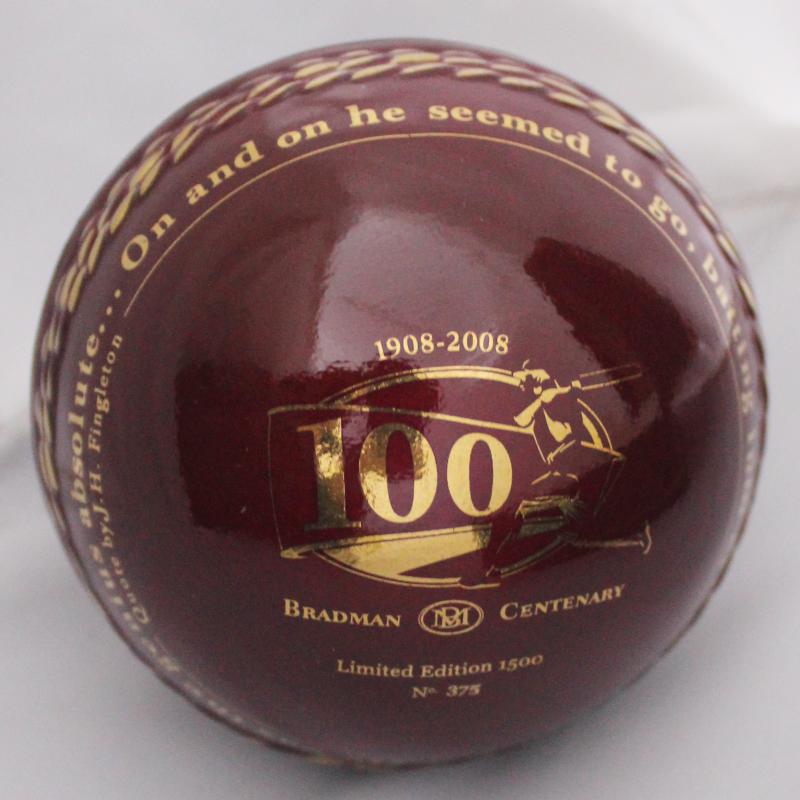 On and on he seemed to go, batting
absolute...
Quote by J.H. Fingleton
1908-2008
100
BRADMAN BM CENTENARY
Limited Edition 1500
No. 375